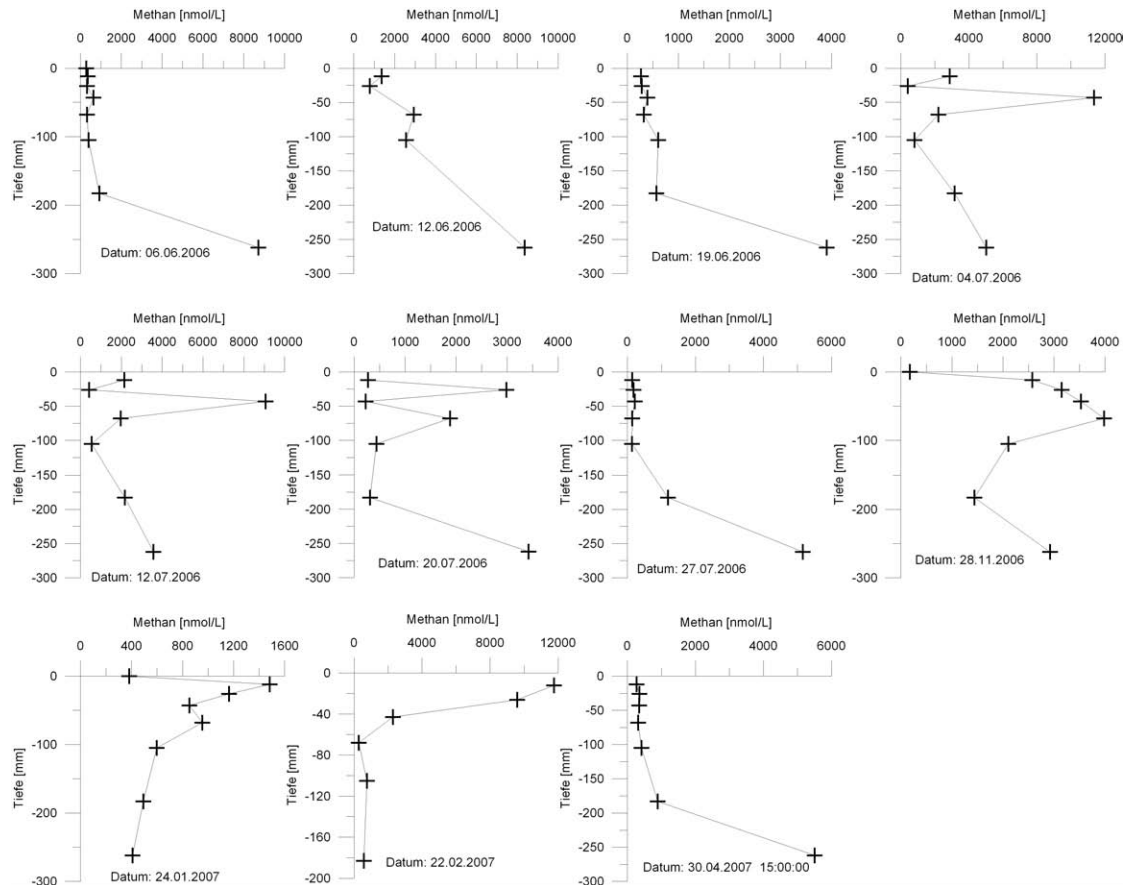 Methan [nmol/L] Methan [nmol/L] Methan [nmol/L] Methan [nmol/L]
0 2000 4000 6000 8000 10000 0 2000 4000 6000 8000 10000 0 1000 2000 3000 4000 0 4000 8000 12000
0 0 0 0
-50 -50 -50 -50
-100 -100 -100 -100
Tiefe [mm] Tiefe [mm] Tiefe [mm] Tiefe [mm]
-150 -150 -150 -150
-200 -200 -200 -200
Datum: 12.06.2006
-250 -250 -250 -250
Datum: 06.06.2006 Datum: 19.06.2006
-300 -300 -300 -300
Datum: 04.07.2006
Methan [nmol/L] Methan [nmol/L] Methan [nmol/L] Methan [nmol/L]
0 2000 4000 6000 8000 10000 0 1000 2000 3000 4000 0 2000 4000 6000 8000 0 1000 2000 3000 4000
0 0 0 0
-50 -50 -50 -50
-100 -100 -100 -100
Tiefe [mm] Tiefe [mm] Tiefe [mm] Tiefe [mm]
-150 -150 -150 -150
-200 -200 -200 -200
-250 -250 -250 -250
Datum: 28.11.2006
Datum: 12.07.2006 Datum: 20.07.2006 Datum: 27.07.2006
-300 -300 -300 -300
Methan [nmol/L] Methan [nmol/L] Methan [nmol/L]
0 400 800 1200 1600 0 4000 8000 12000 0 2000 4000 6000 8000
0 0 0
-50 -40 -50
-100 -80 -100
Tiefe [mm] Tiefe [mm] Tiefe [mm]
-150 -120 -150
-200 -160 -200
-250 -250
Datum: 24.01.2007 Datum: 22.02.2007 Datum: 30.04.2007 15:00:00
-300 -200 -300